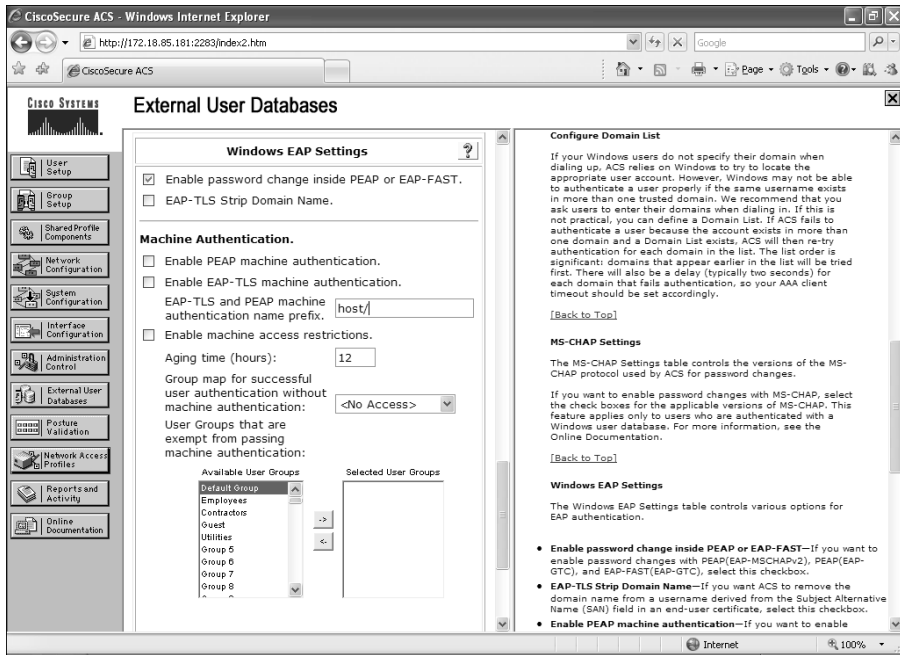 CiscoSecure ACS - Windows Internet Explorer
http://172.18.85.181:2283/index2.htm
Google
CiscoSecure ACS
Page
Tools
CISCO SYSTEMS
External User Databases
User
Setup
Group
Setup
Shared Profile
Components
Network
Configuration
System
Configuration
Interface
Configuration
Administration
Control
External User
Databases
Posture
Validation
Network Access
Profiles
Reports and
Activity
Online
Documentation
Windows EAP Settings
?
Enable password change inside PEAP or EAP-FAST.
EAP-TLS Strip Domain Name.
Machine Authentication.
Enable PEAP machine authentication.
Enable EAP-TLS machine authentication.
EAP-TLS and PEAP machine
authentication name prefix.
host/
Enable machine access restrictions.
Aging time (hours):
12
Group map for successful
user authentication without
machine authentication:
<No Access>
User Groups that are
exempt from passing
machine authentication:
Available User Groups
Selected User Groups
Default Group
Employees
Contractors
Guest
Utilities
Group 5
Group 6
Group 7
Group 8
->
<-
Configure Domain List
If your Windows users do not specify their domain when
dialing up, ACS relies on Windows to try to locate the
appropriate user account. However, Windows may not be able
to authenticate a user properly if the same username exists
in more than one trusted domain. We recommend that you
ask users to enter their domains when dialing in. If this is
not practical, you can define a Domain List. If ACS fails to
authenticate a user because the account exists in more than
one domain and a Domain List exists, ACS will then re-try
authentication for each domain in the list. The list order is
significant: domains that appear earlier in the list will be tried
first. There will also be a delay (typically two seconds) for
each domain that fails authentication, so your AAA client
timeout should be set accordingly.
[Back to Top]
MS-CHAP Settings
The MS-CHAP Settings table controls the versions of the MS-
CHAP protocol used by ACS for password changes.
If you want to enable password changes with MS-CHAP, select
the check boxes for the applicable versions of MS-CHAP. This
feature applies only to users who are authenticated with a
Windows user database. For more information, see the
Online Documentation.
[Back to Top]
Windows EAP Settings
The Windows EAP Settings table controls various options for
EAP authentication.
• Enable password change inside PEAP or EAP-FAST—If you want to
enable password changes with PEAP(EAP-MSCHAPv2), PEAP(EAP-
GTC), and EAP-FAST(EAP-GTC), select this checkbox.
• EAP-TLS Strip Domain Name—If you want ACS to remove the
domain name from a username derived from the Subject Alternative
Name (SAN) field in an end-user certificate, select this checkbox.
• Enable PEAP machine authentication—If you want to enable
Internet
100%